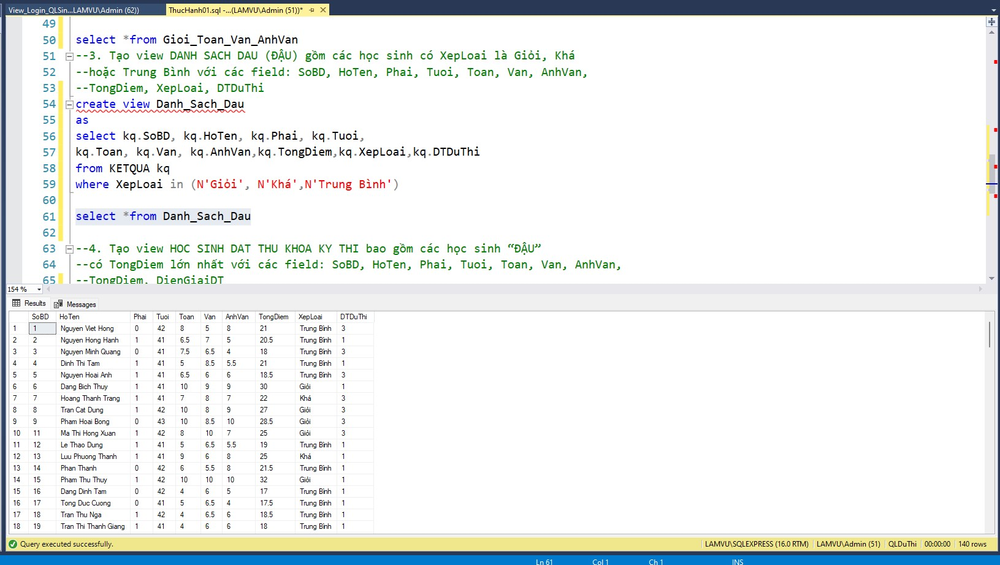 View_Login_QLSin...LAMVU\Admin (62))
ThucHanh01.sql -...(LAMVU\Admin (51))*
49
50 select *from Gioi_Toan_Van_AnhVan
51 --3. Tạo view DANH SACH DAU (ĐẬU) gồm các học sinh có XepLoai là Giỏi, Khá
52 --hoặc Trung Bình với các field: SoBD, HoTen, Phai, Tuoi, Toan, Van, AnhVan,
53 --TongDiem, XepLoai, DTDuThi
54 create view Danh_Sach_Dau
55 as
56 select kq.SoBD, kq.HoTen, kq.Phai, kq.Tuoi,
57 kq.Toan, kq.Van, kq.AnhVan,kq.TongDiem,kq.XepLoai,kq.DTDuThi
58 from KETQUA kq
59 where XepLoai in (N'Giỏi', N'Khá',N'Trung Bình')
60
61 select *from Danh_Sach_Dau
62
63 --4. Tạo view HOC SINH DAT THU KHOA KY THI bao gồm các học sinh “ĐẬU”
64 --có TongDiem lớn nhất với các field: SoBD, HoTen, Phai, Tuoi, Toan, Van, AnhVan,
65 --TongDiem, DienGiaiDT
154 %
Results Messages
SoBD HoTen Phai Tuoi Toan Van AnhVan TongDiem XepLoai DTDuThi
1 1 Nguyen Viet Hong 0 42 8 5 8 21 Trung Bình 3
2 2 Nguyen Hong Hanh 1 41 6.5 7 5 20.5 Trung Bình 1
3 3 Nguyen Minh Quang 0 41 7.5 6.5 4 18 Trung Bình 3
4 4 Dinh Thi Tam 1 41 5 8.5 5.5 21 Trung Bình 1
5 5 Nguyen Hoai Anh 1 41 6.5 6 6 18.5 Trung Bình 3
6 6 Dang Bich Thuy 1 41 10 9 9 30 Giỏi 1
7 7 Hoang Thanh Trang 1 41 7 8 7 22 Khá 3
8 8 Tran Cat Dung 1 42 10 8 9 27 Giỏi 3
9 9 Pham Hoai Bong 0 43 10 8.5 10 28.5 Giỏi 3
10 11 Ma Thi Hong Xuan 1 42 8 10 7 25 Giỏi 3
11 12 Le Thao Dung 1 41 5 6.5 5.5 19 Trung Bình 1
12 13 Luu Phuong Thanh 1 41 9 6 8 25 Khá 1
13 14 Phan Thanh 0 42 6 5.5 8 21.5 Trung Bình 1
14 15 Pham Thu Thuy 1 42 10 10 10 32 Giỏi 1
15 16 Dang Dinh Tam 0 42 4 6 5 17 Trung Bình 1
16 17 Tong Duc Cuong 0 41 5 6.5 4 17.5 Trung Bình 1
17 18 Tran Thu Nga 1 42 4 6.5 6 18.5 Trung Bình 1
18 19 Tran Thi Thanh Giang 1 41 4 6 6 18 Trung Bình 1
Query executed successfully. LAMVU\SQLEXPRESS (16.0 RTM) LAMVU\Admin (51) QLDuThi 00:00:00 140 rows
Ln 61 Col 1 Ch 1 INS